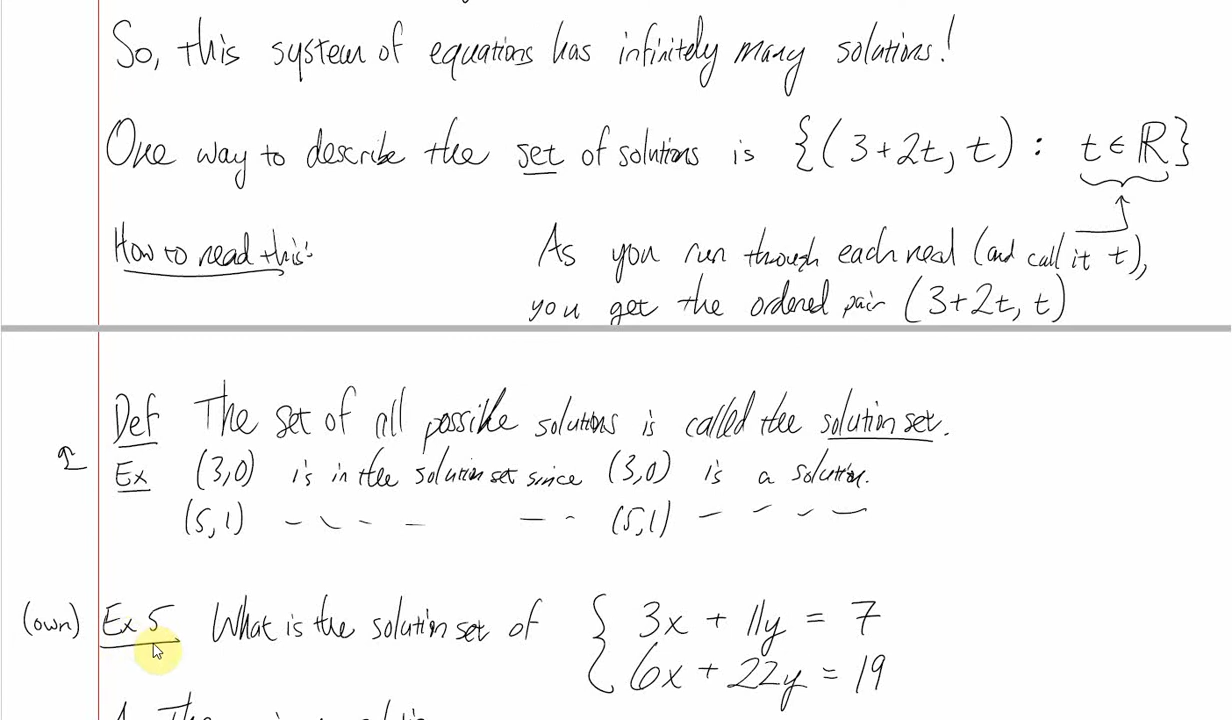 So, this system of equations has infinitely many solutions!
One way to describe the set of solutions is {(3+2t, t) : t ∈ ℝ}
How to read this:
As you run through each real (and call it t),
you get the ordered pair (3+2t, t)
Def The set of all possible solutions is called the solution set.
Ex (3,0) is in the solution set since (3,0) is a solution.
(5,1) - - - - - - (5,1) - - - -
(own) Ex 5 What is the solution set of { 3x + 11y = 7
6x + 22y = 19